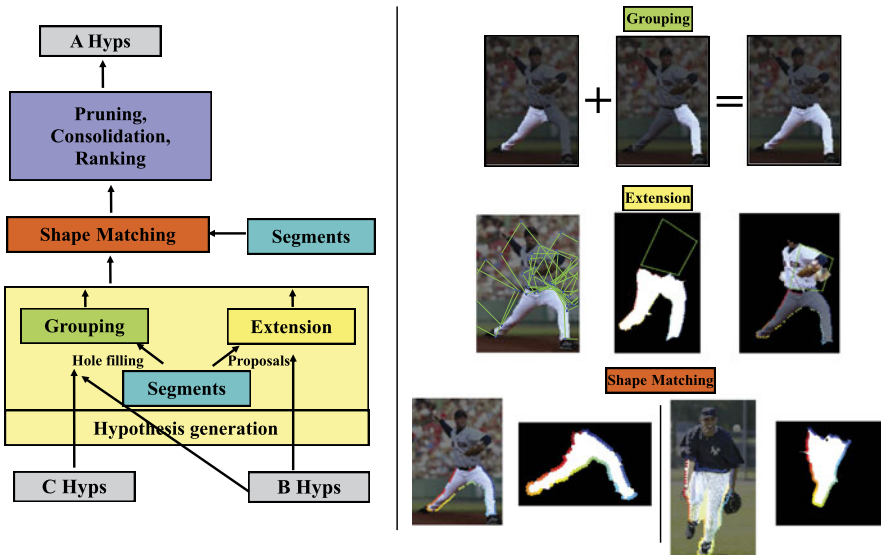 A Hyps
Pruning,
Consolidation,
Ranking
Shape Matching
Segments
Grouping
Extension
Hole filling
Proposals
Segments
Hypothesis generation
C Hyps
B Hyps
Grouping
+
=
Extension
Shape Matching